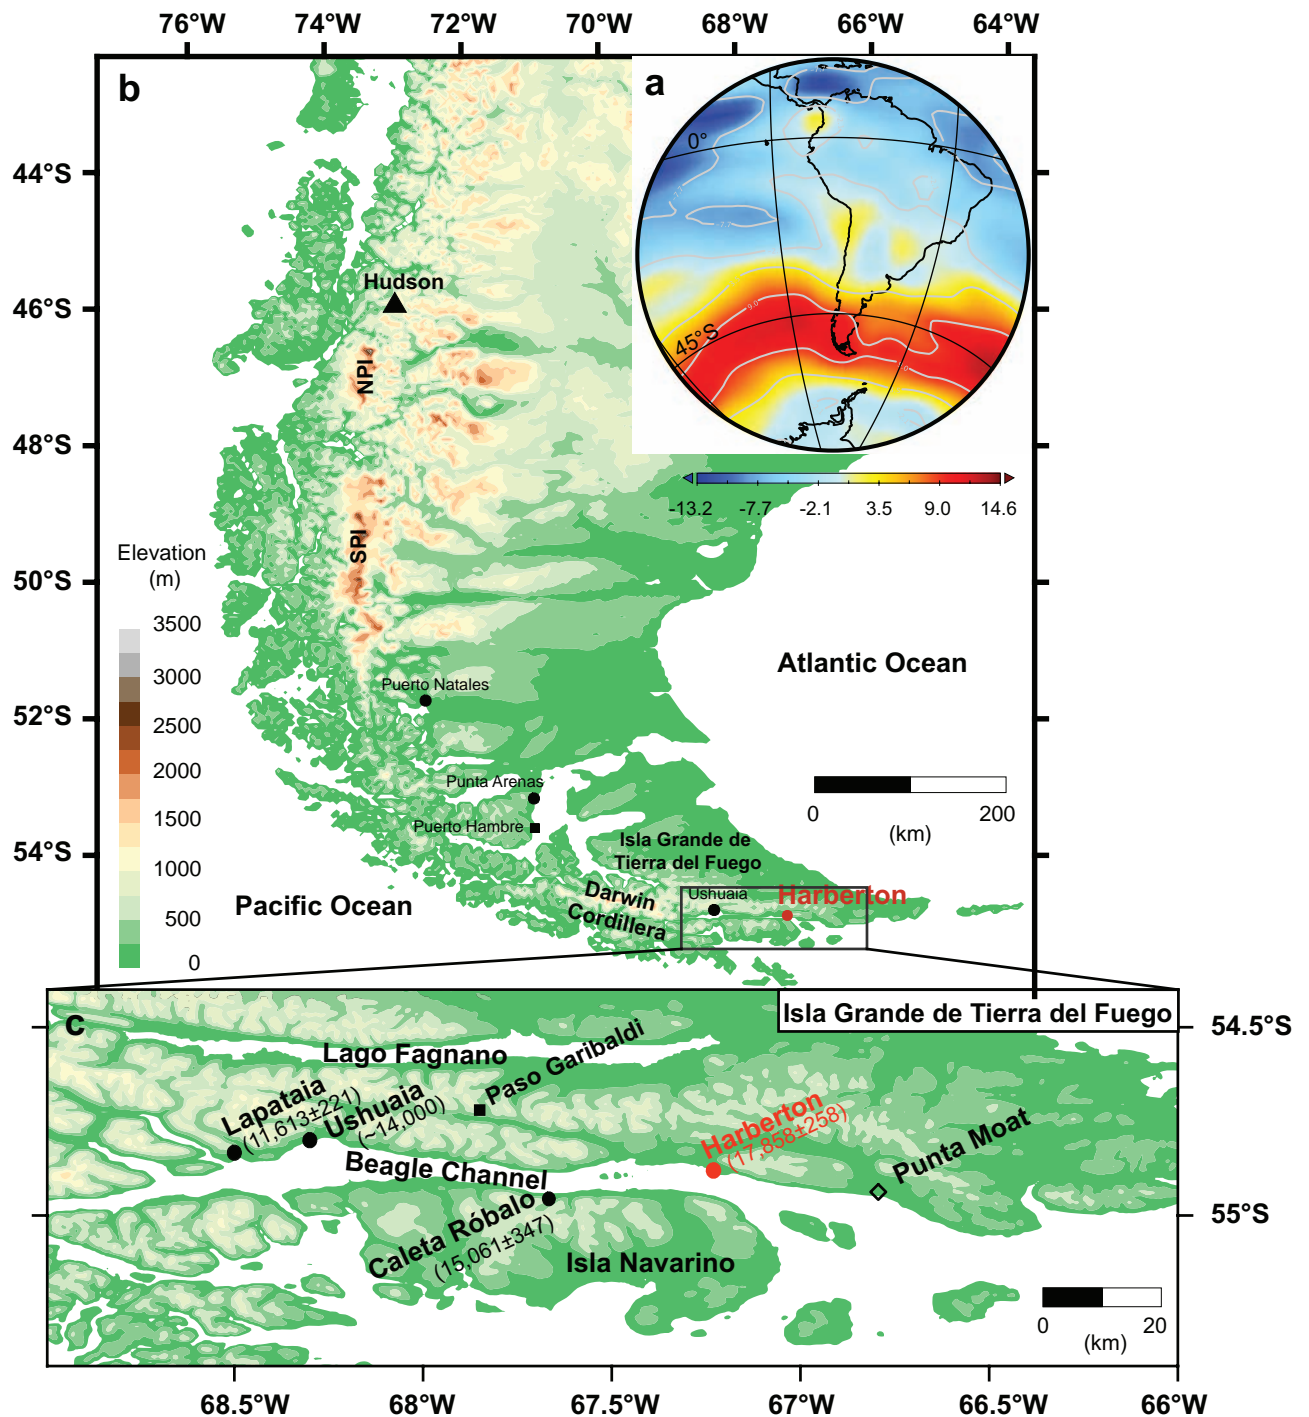 76°W 74°W 72°W 70°W 68°W 66°W 64°W
b
a
0°
45°S
9.0
44°S
Hudson
46°S
NPI
48°S
-13.2 -7.7 -2.1 3.5 9.0 14.6
SPI
Elevation
(m)
50°S
3500
3000
2500
2000
1500
1000
500
0
Atlantic Ocean
Puerto Natales
52°S
Punta Arenas
0 200
(km)
Puerto Hambre
Isla Grande de
Tierra del Fuego
54°S
Darwin
Cordillera
Ushuaia
Harberton
Pacific Ocean
c
Isla Grande de Tierra del Fuego
54.5°S
Lago Fagnano
Paso Garibaldi
Lapataia
(11,613±221)
Ushuaia
(~14,000)
Harberton
(17,858±258)
Punta Moat
Beagle Channel
Caleta Róbalo
(15,061±347)
Isla Navarino
55°S
0 20
(km)
68.5°W 68°W 67.5°W 67°W 66.5°W 66°W